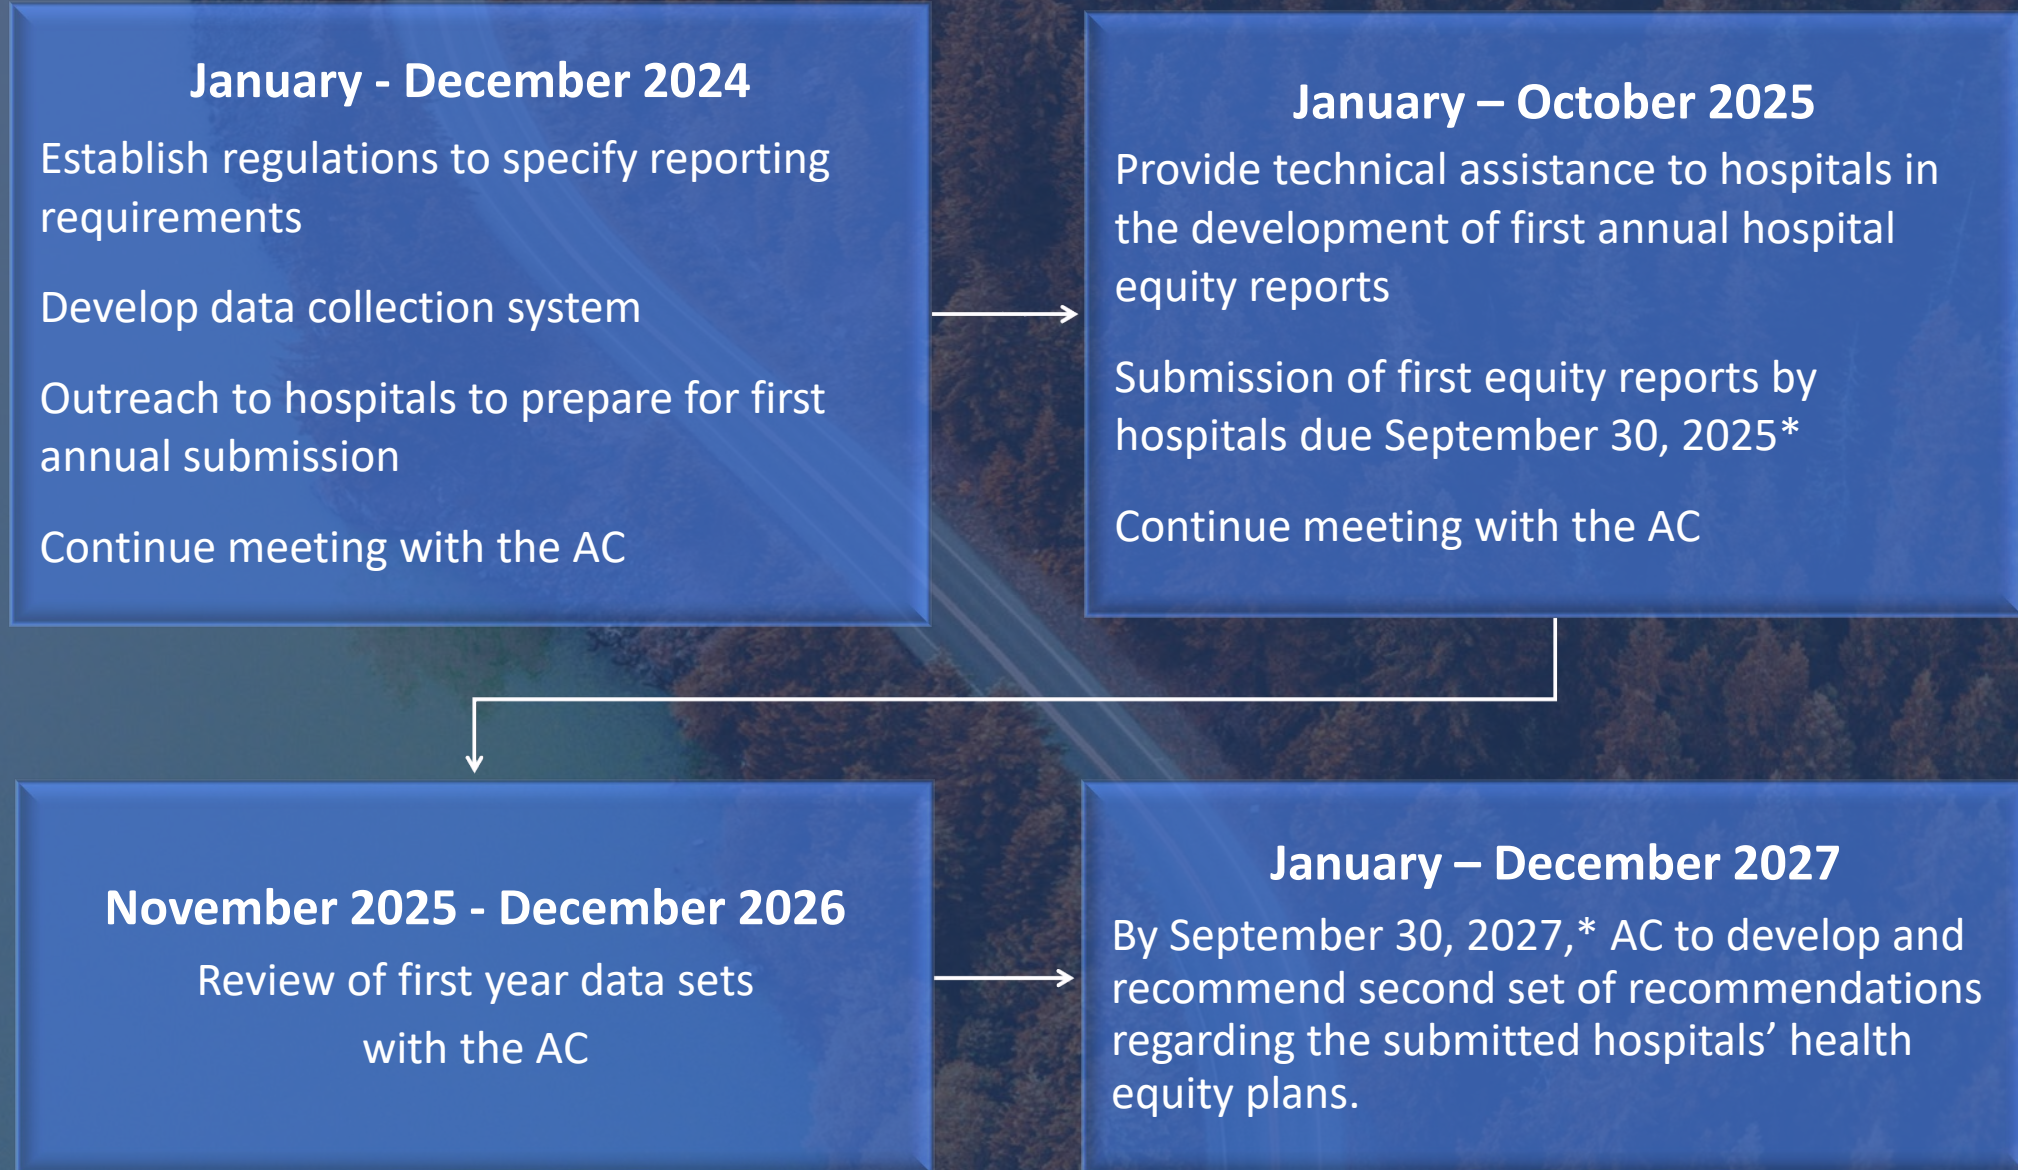 January - December 2024
Establish regulations to specify reporting
requirements
Develop data collection system
Outreach to hospitals to prepare for first
annual submission
Continue meeting with the AC
January – October 2025
Provide technical assistance to hospitals in
the development of first annual hospital
equity reports
Submission of first equity reports by
hospitals due September 30, 2025*
Continue meeting with the AC
November 2025 - December 2026
Review of first year data sets
with the AC
January – December 2027
By September 30, 2027,* AC to develop and
recommend second set of recommendations
regarding the submitted hospitals’ health
equity plans.